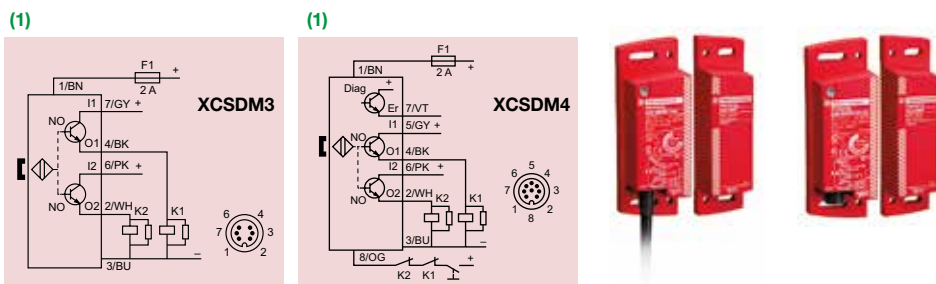 (1)
F1
+
2 A
1/BN
XCSDM3
I1 7/GY +
NO
O1 4/BK
I2 6/PK +
NO
O2 2/WH K2 K1
−
3/BU
6 4
7 3
1 2
(1)
F1
+
2 A
1/BN
Diag +
XCSDM4
Er 7/VT
I1 5/GY +
NO
O1 4/BK
I2 6/PK +
NO
O2 2/WH K2 K1
3/BU −
8/OG +
K2 K1
5
6 4
7 3
1 2
8